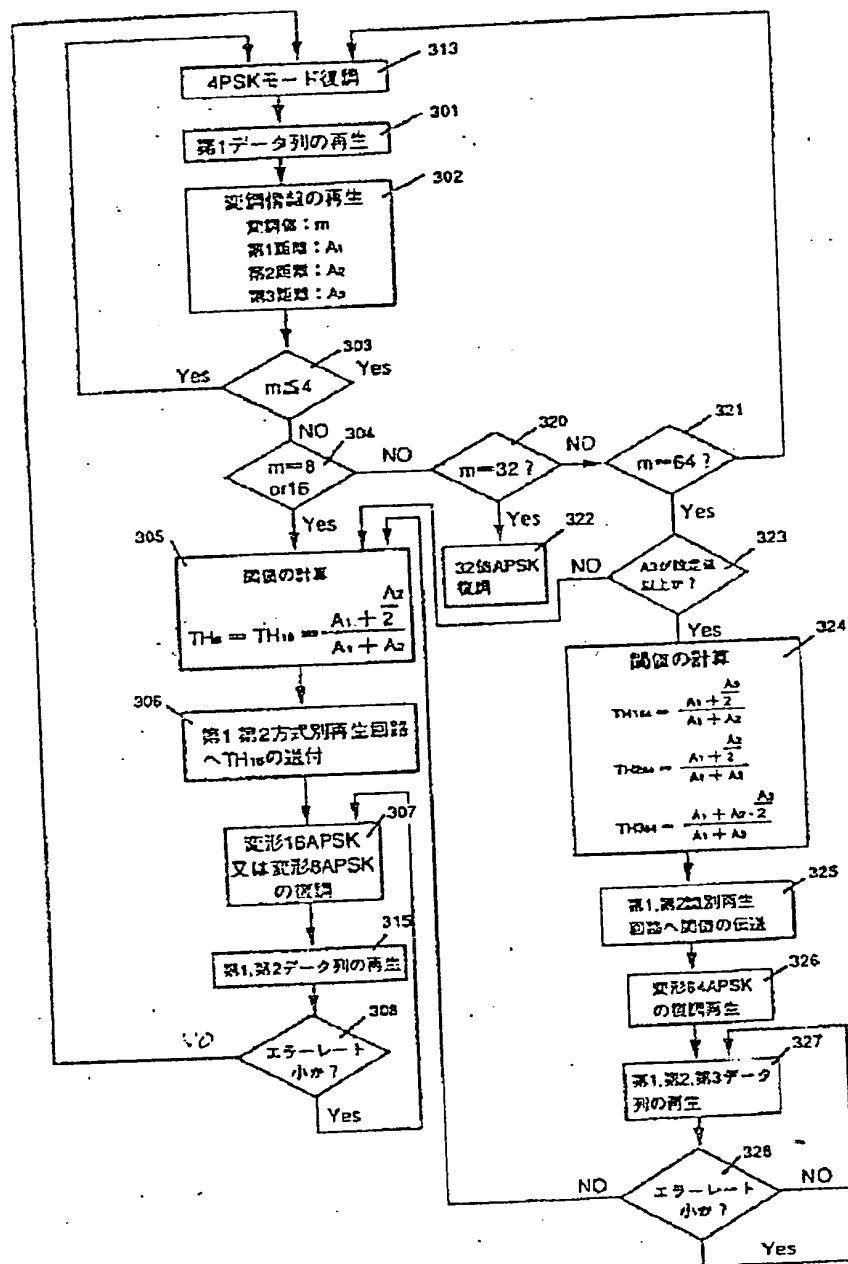 313
4PSKモード復調
301
第1データ列の再生
302
変調情報の再生
変調値：m
第1距離：A1
第2距離：A2
第3距離：A3
303
Yes
m≦4
Yes
NO
304
m=8
or16
NO
Yes
320
m=32？
NO
Yes
321
m=64？
Yes
322
32値APSK
復調
323
A3が設定値
以上か？
NO
Yes
305
閾値の計算
TH8 = TH16 = (A1 + A2/2)/(A1 + A2)
306
第1 第2方式別再生回路
へTH16の送付
307
変形16APSK
又は変形8APSK
の復調
315
第1.第2データ列の再生
308
エラーレート
小か？
NO
Yes
324
閾値の計算
325
第1.第2識別再生
回路へ閾値の伝送
326
変形64APSK
の復調再生
327
第1.第2.第3データ
列の再生
328
エラーレート
小か？
NO
NO
Yes